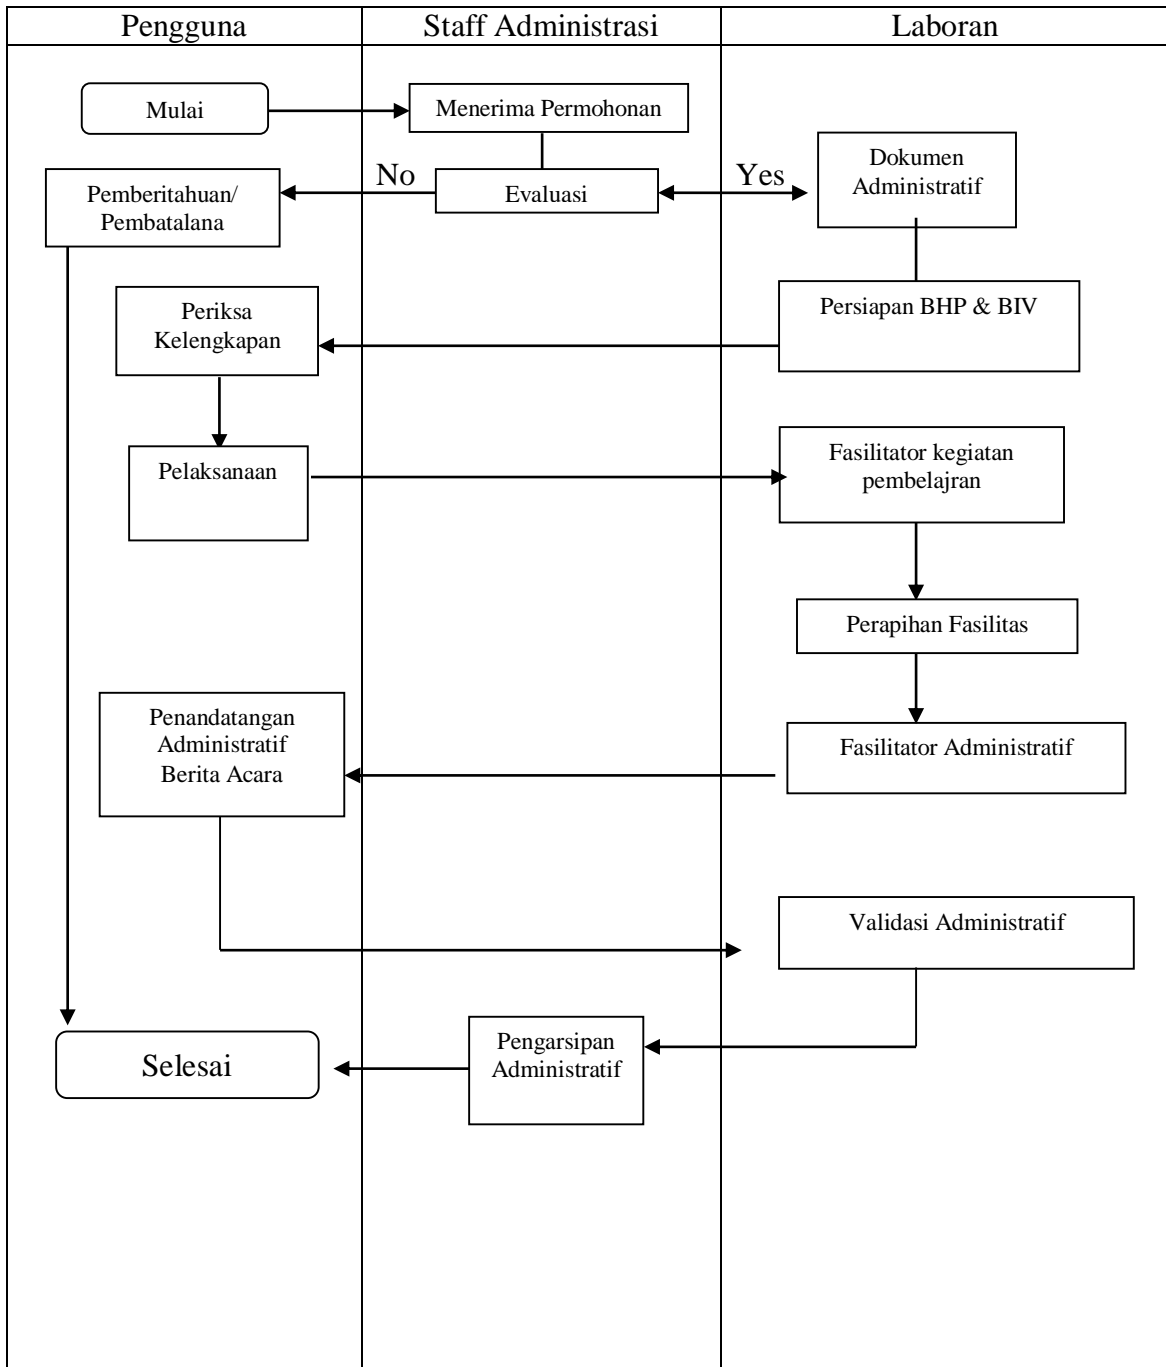 Pengguna
Staff Administrasi
Laboran
Mulai
Menerima Permohonan
Dokumen
Administratif
No
Yes
Pemberitahuan/
Pembatalana
Evaluasi
Periksa
Kelengkapan
Persiapan BHP & BIV
Pelaksanaan
Fasilitator kegiatan
pembelajran
Perapihan Fasilitas
Penandatangan
Administratif
Berita Acara
Fasilitator Administratif
Validasi Administratif
Pengarsipan
Administratif
Selesai